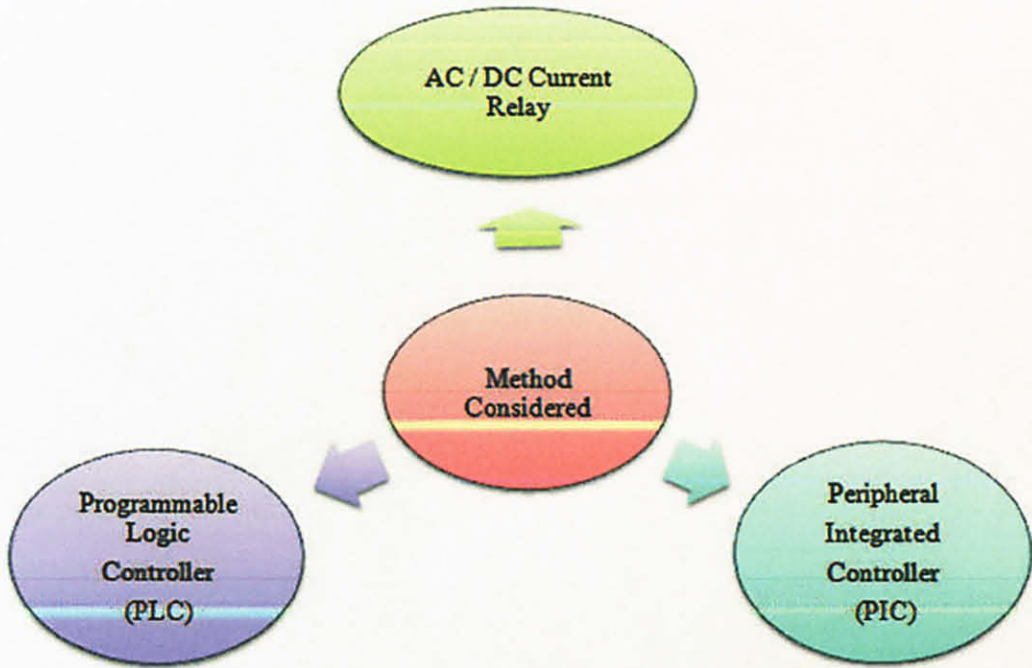 AC / DC Current
Relay
Method
Considered
Programmable
Logic
Controller
(PLC)
Peripheral
Integrated
Controller
(PIC)